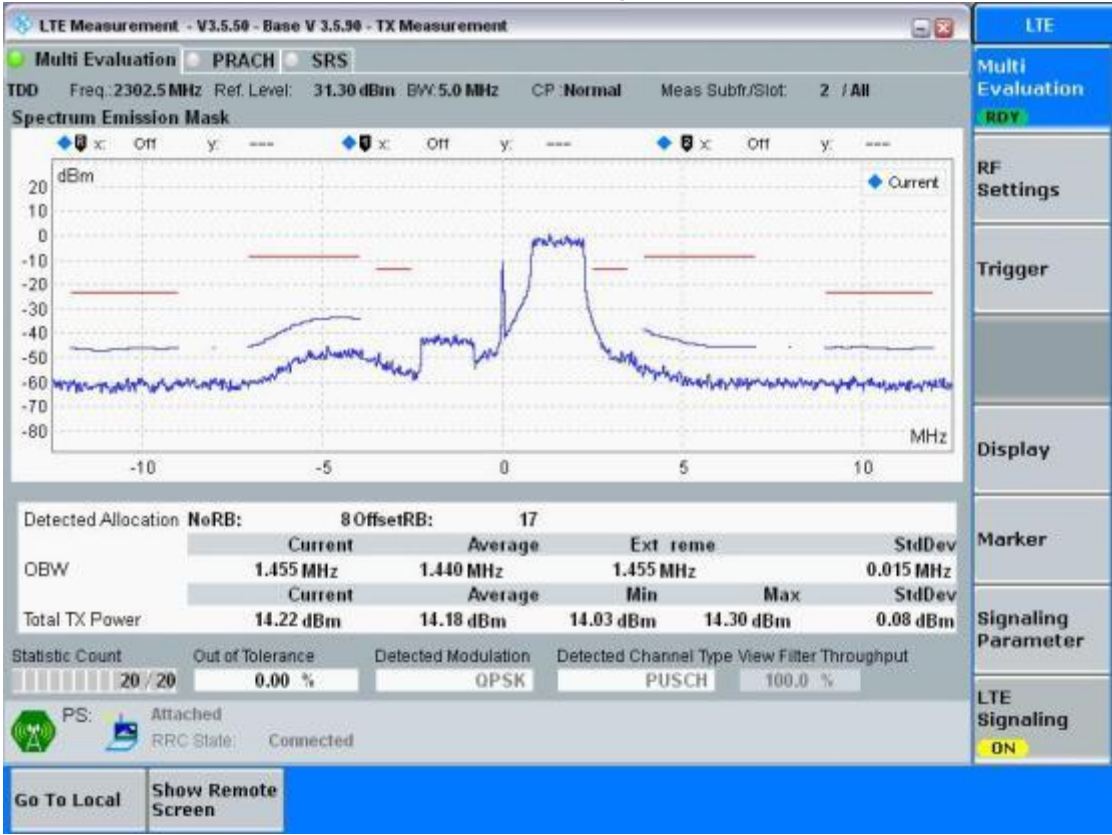 LTE Measurement - V3.5.50 - Base V 3.5.90 - TX Measurement
LTE
Multi Evaluation PRACH SRS
Multi
Evaluation
RDY
TDD Freq.:2302.5 MHz Ref. Level: 31.30 dBm BW:5.0 MHz CP :Normal Meas Subfr./Slot: 2 / All
Spectrum Emission Mask
x: Off y: --- 1 x: Off y: --- 2 x: Off y: ---
dBm
Current
20
10
0
-10
-20
-30
-40
-50
-60
-70
-80
MHz
-10 -5 0 5 10
RF
Settings
Trigger
Display
Marker
Signaling
Parameter
LTE
Signaling
ON
Detected Allocation NoRB: 8 OffsetRB: 17
Current Average Ext reme StdDev
OBW 1.455 MHz 1.440 MHz 1.455 MHz 0.015 MHz
Current Average Min Max StdDev
Total TX Power 14.22 dBm 14.18 dBm 14.03 dBm 14.30 dBm 0.08 dBm
Statistic Count Out of Tolerance Detected Modulation Detected Channel Type View Filter Throughput
20 / 20 0.00 % QPSK PUSCH 100.0 %
PS: Attached
RRC State: Connected
Go To Local
Show Remote
Screen